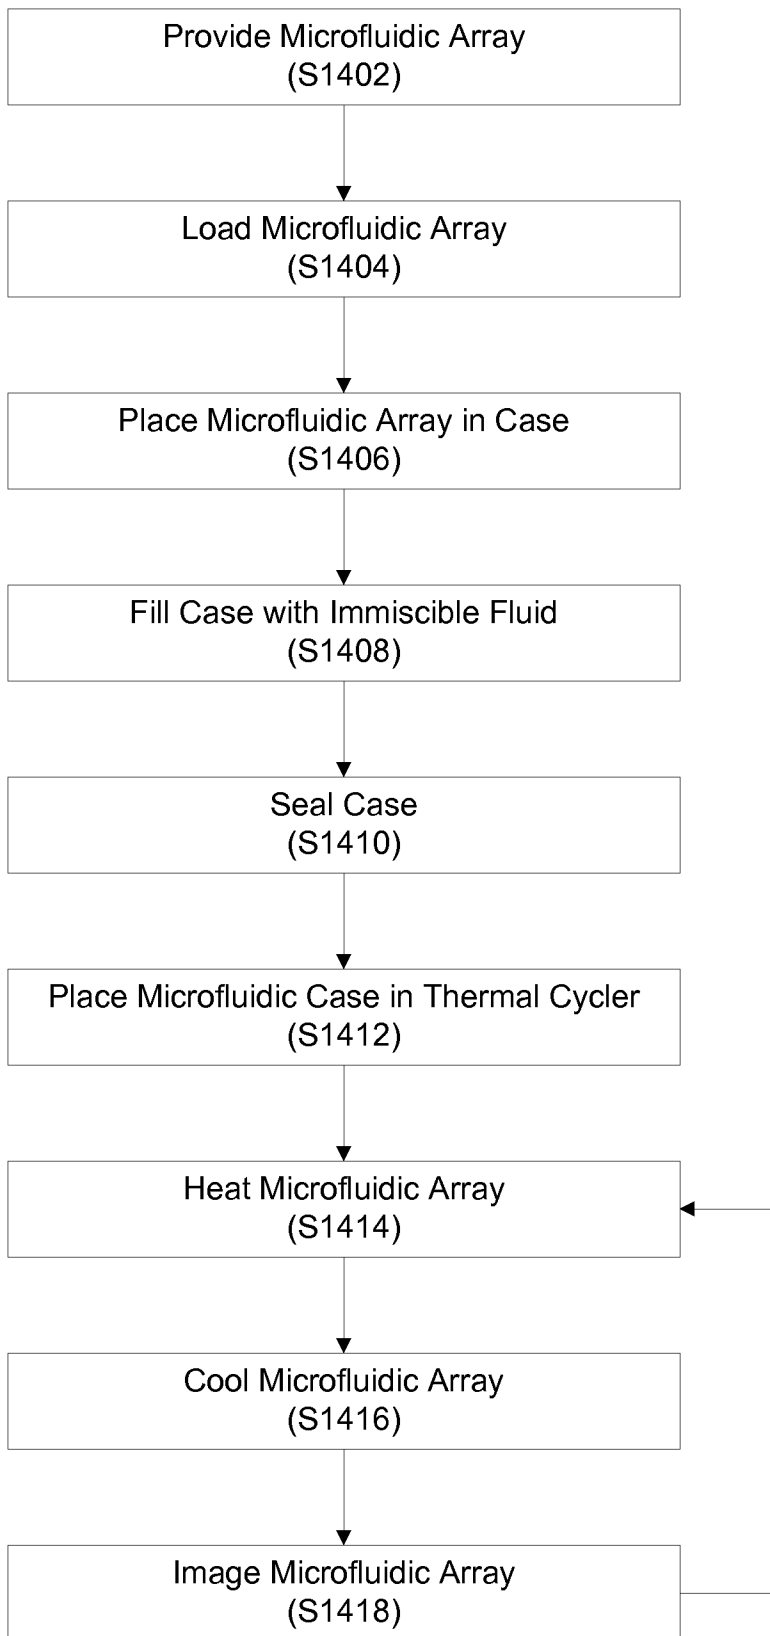 Provide Microfluidic Array
(S1402)
Load Microfluidic Array
(S1404)
Place Microfluidic Array in Case
(S1406)
Fill Case with Immiscible Fluid
(S1408)
Seal Case
(S1410)
Place Microfluidic Case in Thermal Cycler
(S1412)
Heat Microfluidic Array
(S1414)
Cool Microfluidic Array
(S1416)
Image Microfluidic Array
(S1418)